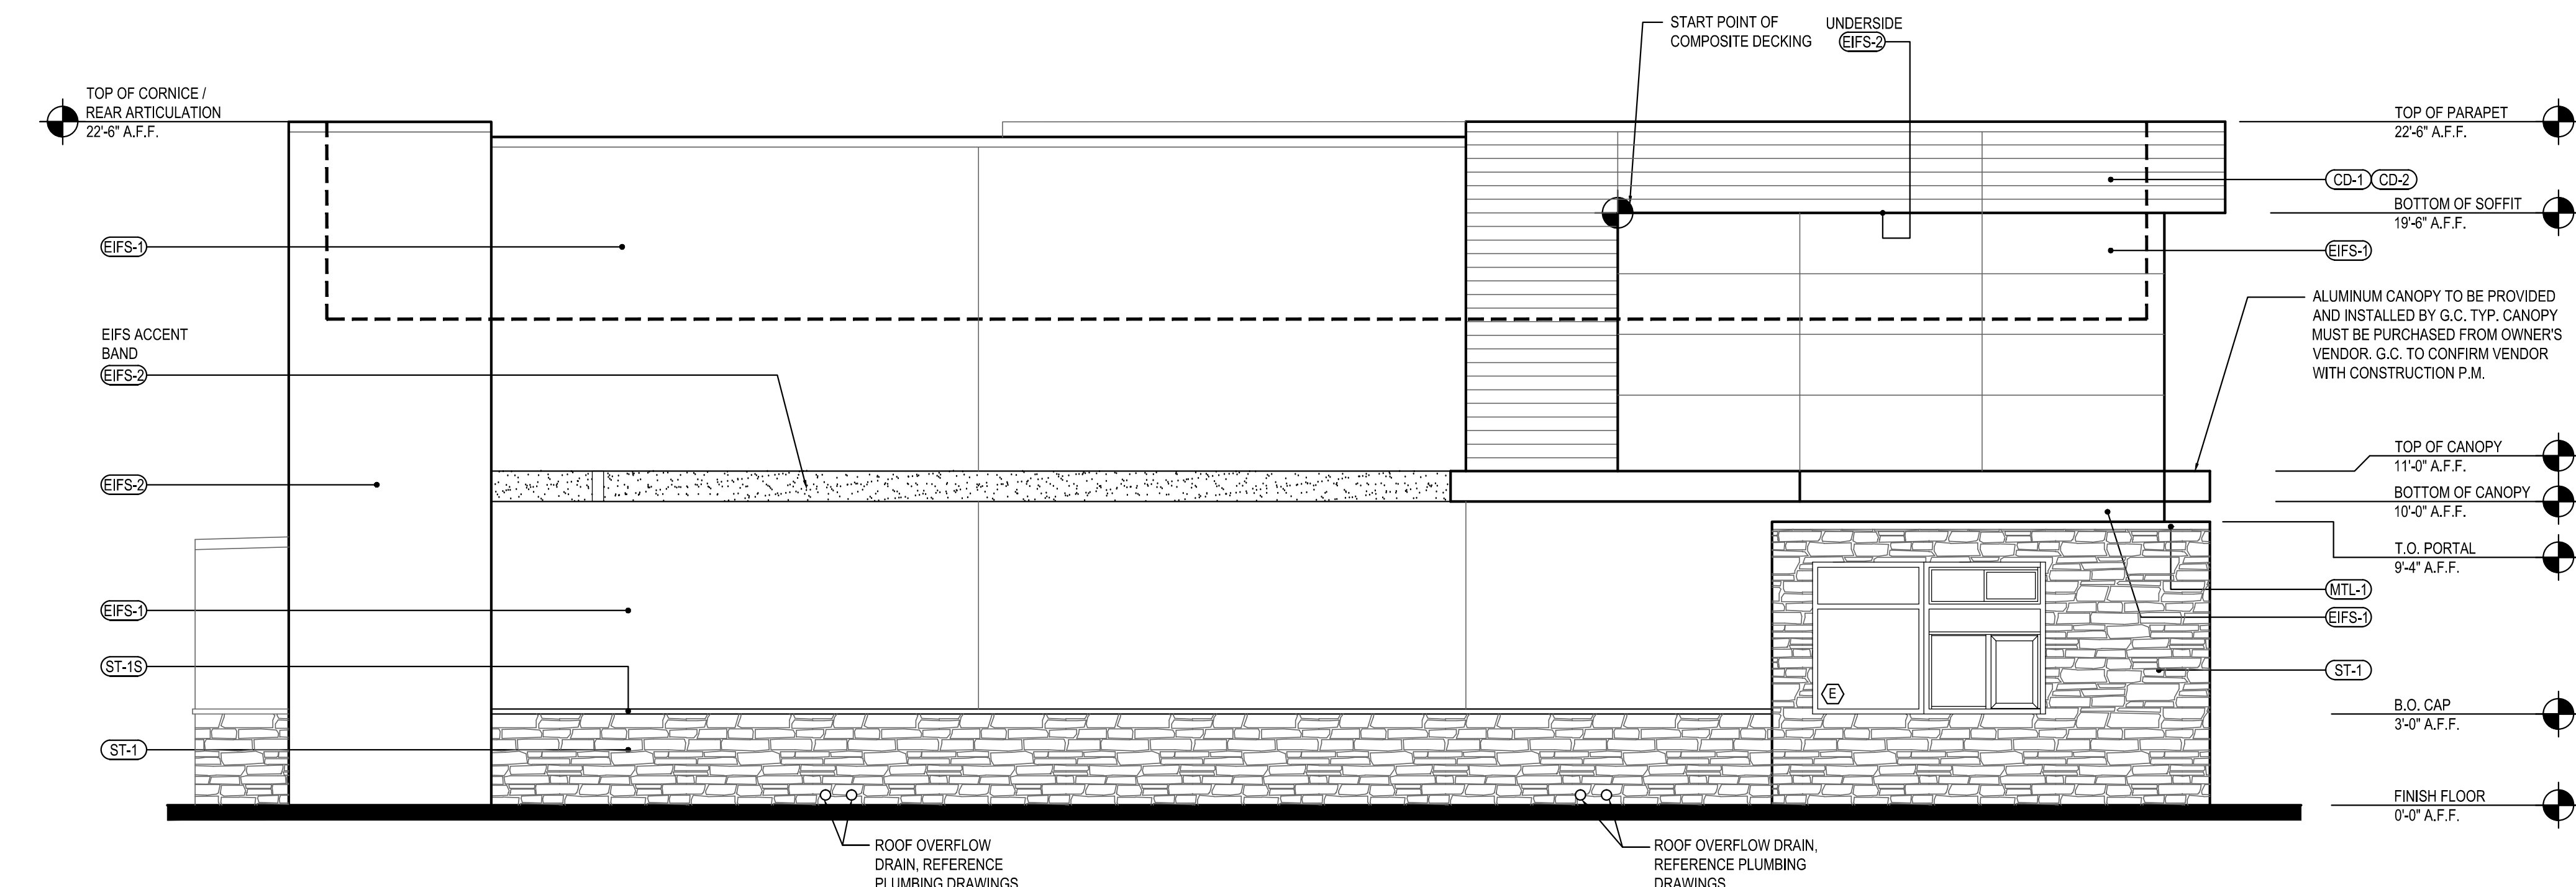 START POINT OF
COMPOSITE DECKING
UNDERSIDE
EIFS-2
TOP OF CORNICE /
REAR ARTICULATION
22'-6" A.F.F.
EIFS-1
EIFS ACCENT
BAND
EIFS-2
EIFS-2
EIFS-1
ST-1S
ST-1
TOP OF PARAPET
22'-6" A.F.F.
CD-1 CD-2
BOTTOM OF SOFFIT
19'-6" A.F.F.
EIFS-1
ALUMINUM CANOPY TO BE PROVIDED
AND INSTALLED BY G.C. TYP. CANOPY
MUST BE PURCHASED FROM OWNER'S
VENDOR. G.C. TO CONFIRM VENDOR
WITH CONSTRUCTION P.M.
TOP OF CANOPY
11'-0" A.F.F.
BOTTOM OF CANOPY
10'-0" A.F.F.
T.O. PORTAL
9'-4" A.F.F.
MTL-1
EIFS-1
ST-1
E
B.O. CAP
3'-0" A.F.F.
FINISH FLOOR
0'-0" A.F.F.
ROOF OVERFLOW
DRAIN, REFERENCE
PLUMBING DRAWINGS
ROOF OVERFLOW DRAIN,
REFERENCE PLUMBING
DRAWINGS